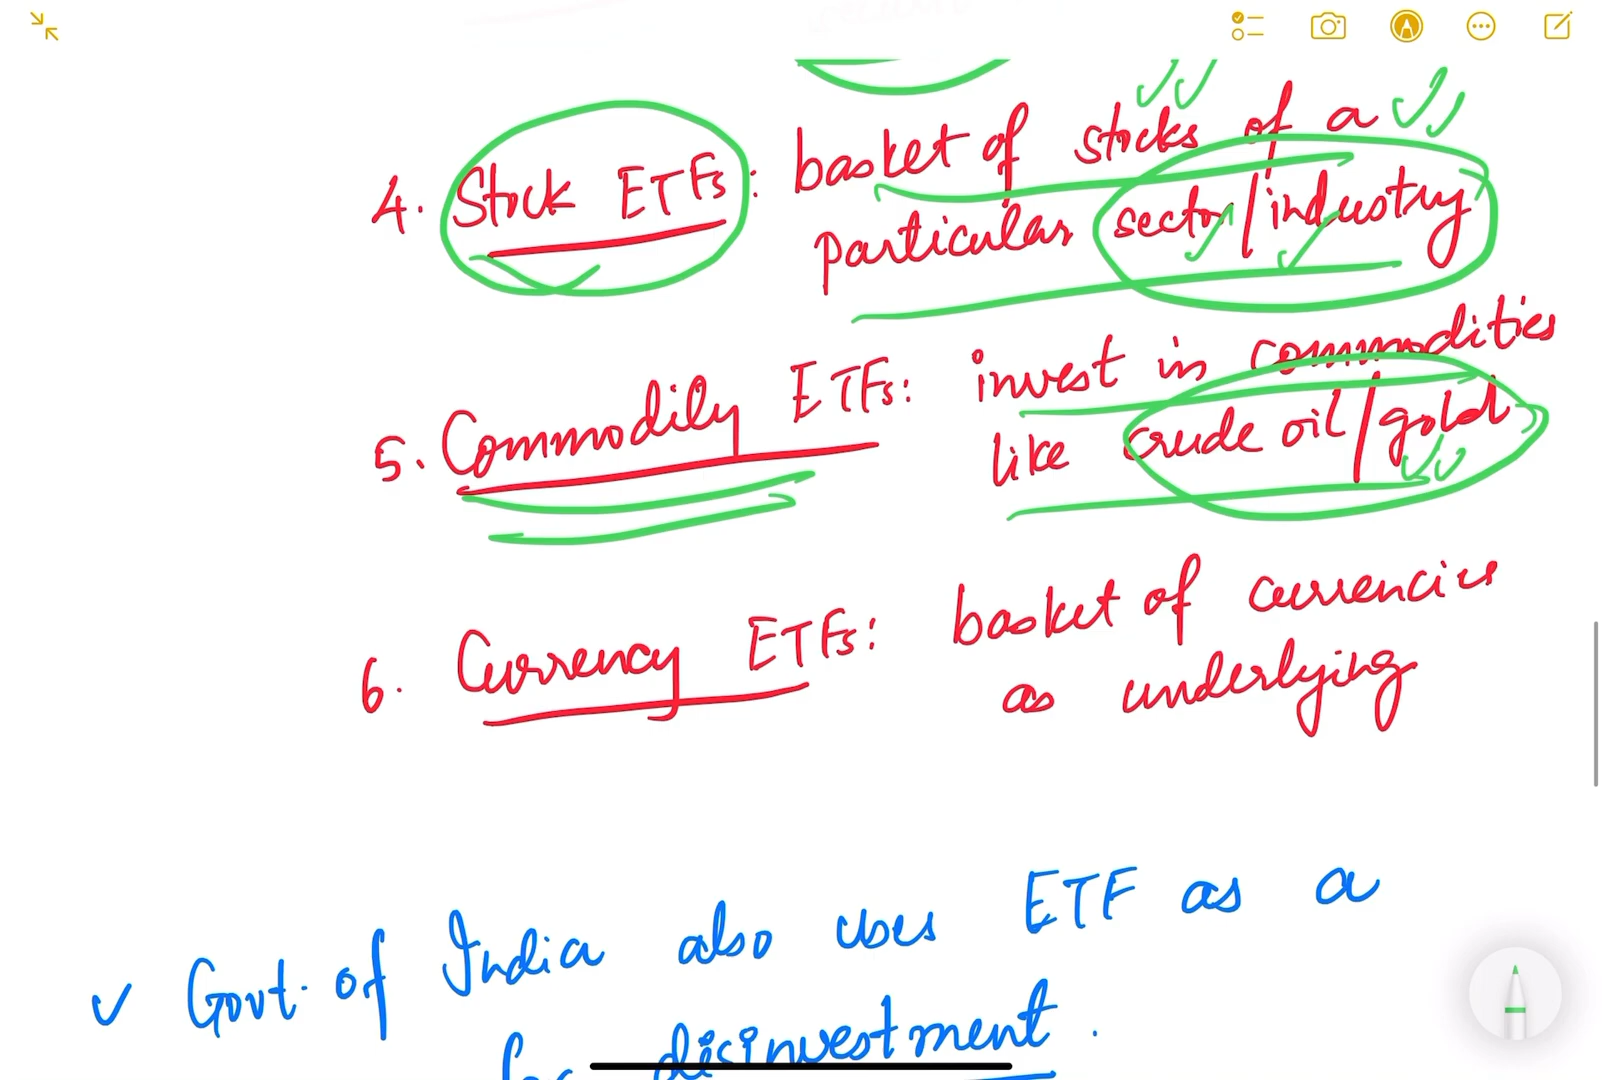 4. Stock ETFs: basket of stocks of a
particular sector/industry
5. Commodity ETFs: invest in commodities
like crude oil/gold
6. Currency ETFs: basket of currencies
as underlying
✓ Govt. of India also uses ETF as a
for disinvestment.